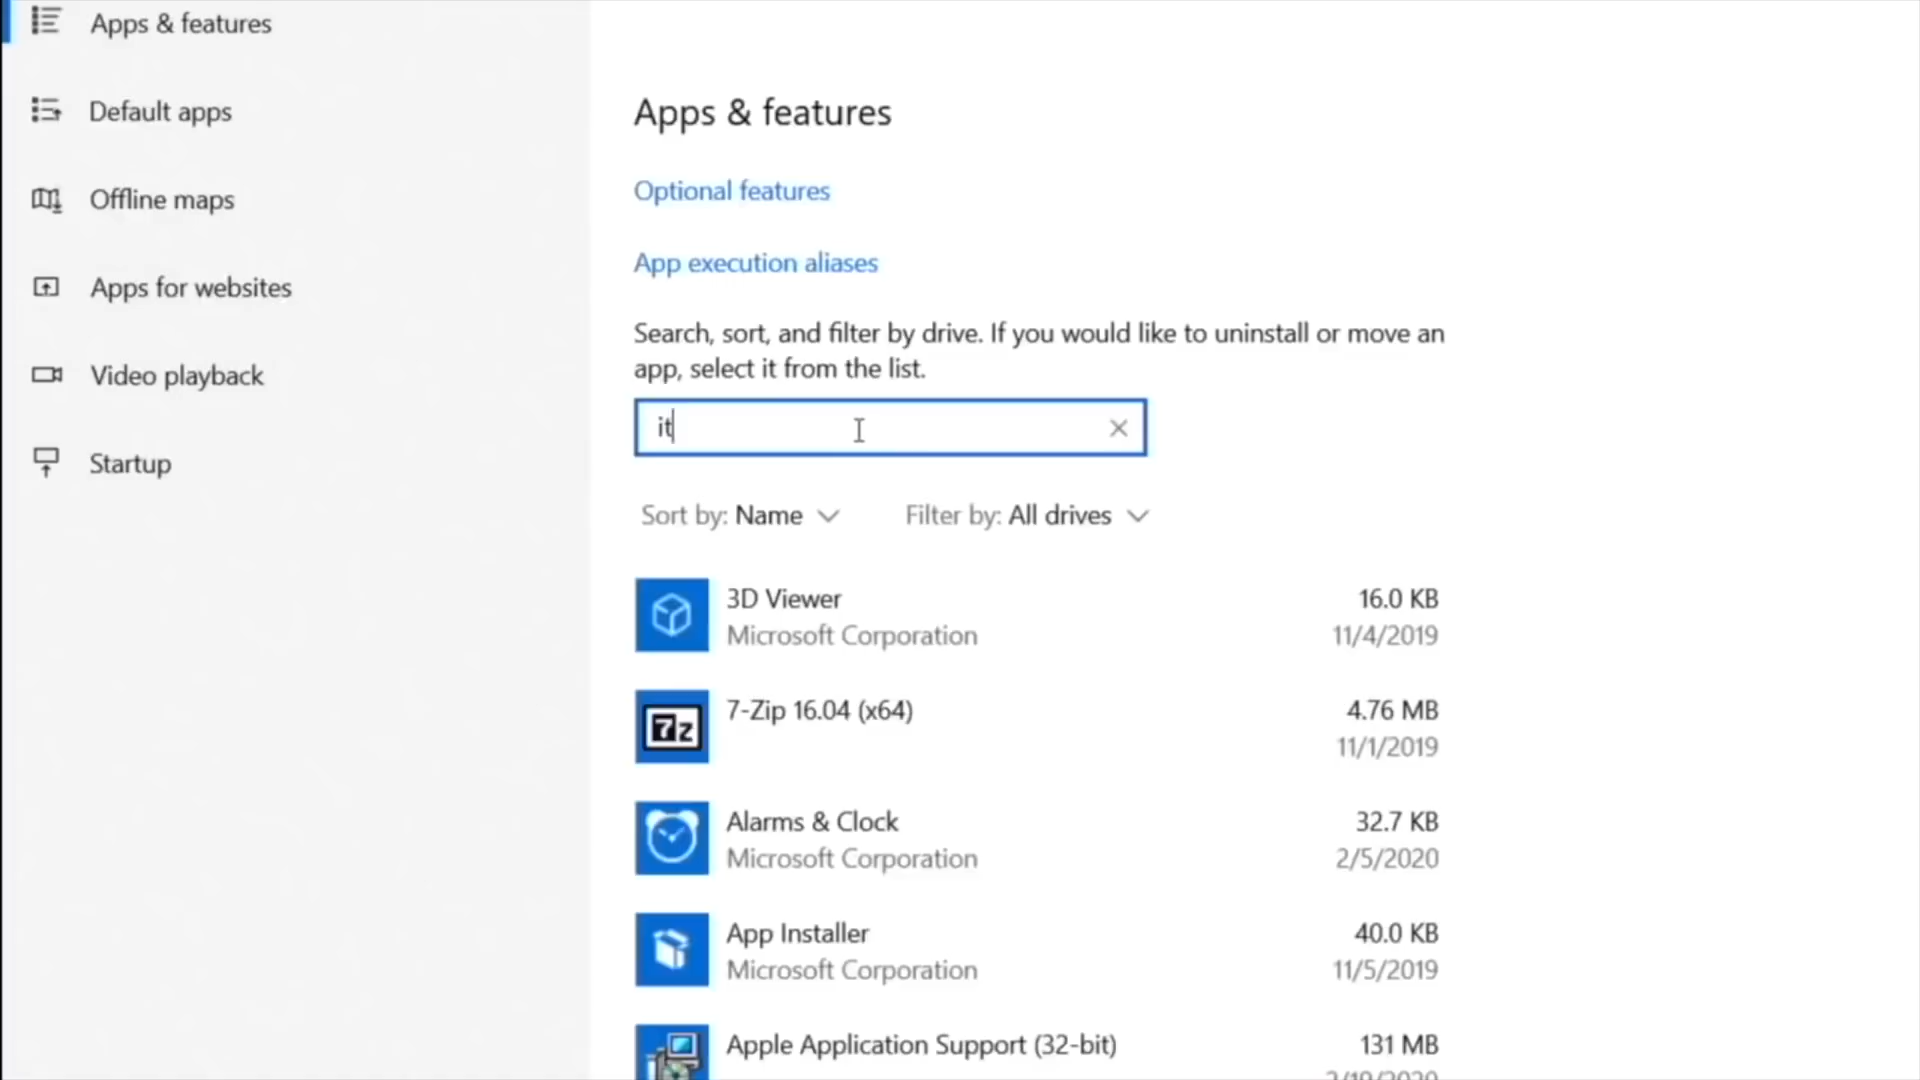 Apps & features
Default apps
Offline maps
Apps for websites
Video playback
Startup
Apps & features
Optional features
App execution aliases
Search, sort, and filter by drive. If you would like to uninstall or move an
app, select it from the list.
it
Sort by: Name
Filter by: All drives
3D Viewer
16.0 KB
Microsoft Corporation
11/4/2019
7-Zip 16.04 (x64)
4.76 MB
7z
11/1/2019
Alarms & Clock
32.7 KB
Microsoft Corporation
2/5/2020
App Installer
40.0 KB
Microsoft Corporation
11/5/2019
Apple Application Support (32-bit)
131 MB